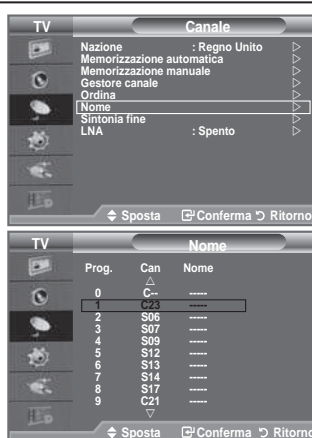 TV Canale
Nazione : Regno Unito
Memorizzazione automatica
Memorizzazione manuale
Gestore canale
Ordina
Nome
Sintonia fine
LNA : Spento
Sposta Conferma Ritorno
TV Nome
Prog. Can Nome
0 C-- -----
1 C23 -----
2 S06 -----
3 S07 -----
4 S09 -----
5 S12 -----
6 S13 -----
7 S14 -----
8 S17 -----
9 C21 -----
Sposta Conferma Ritorno